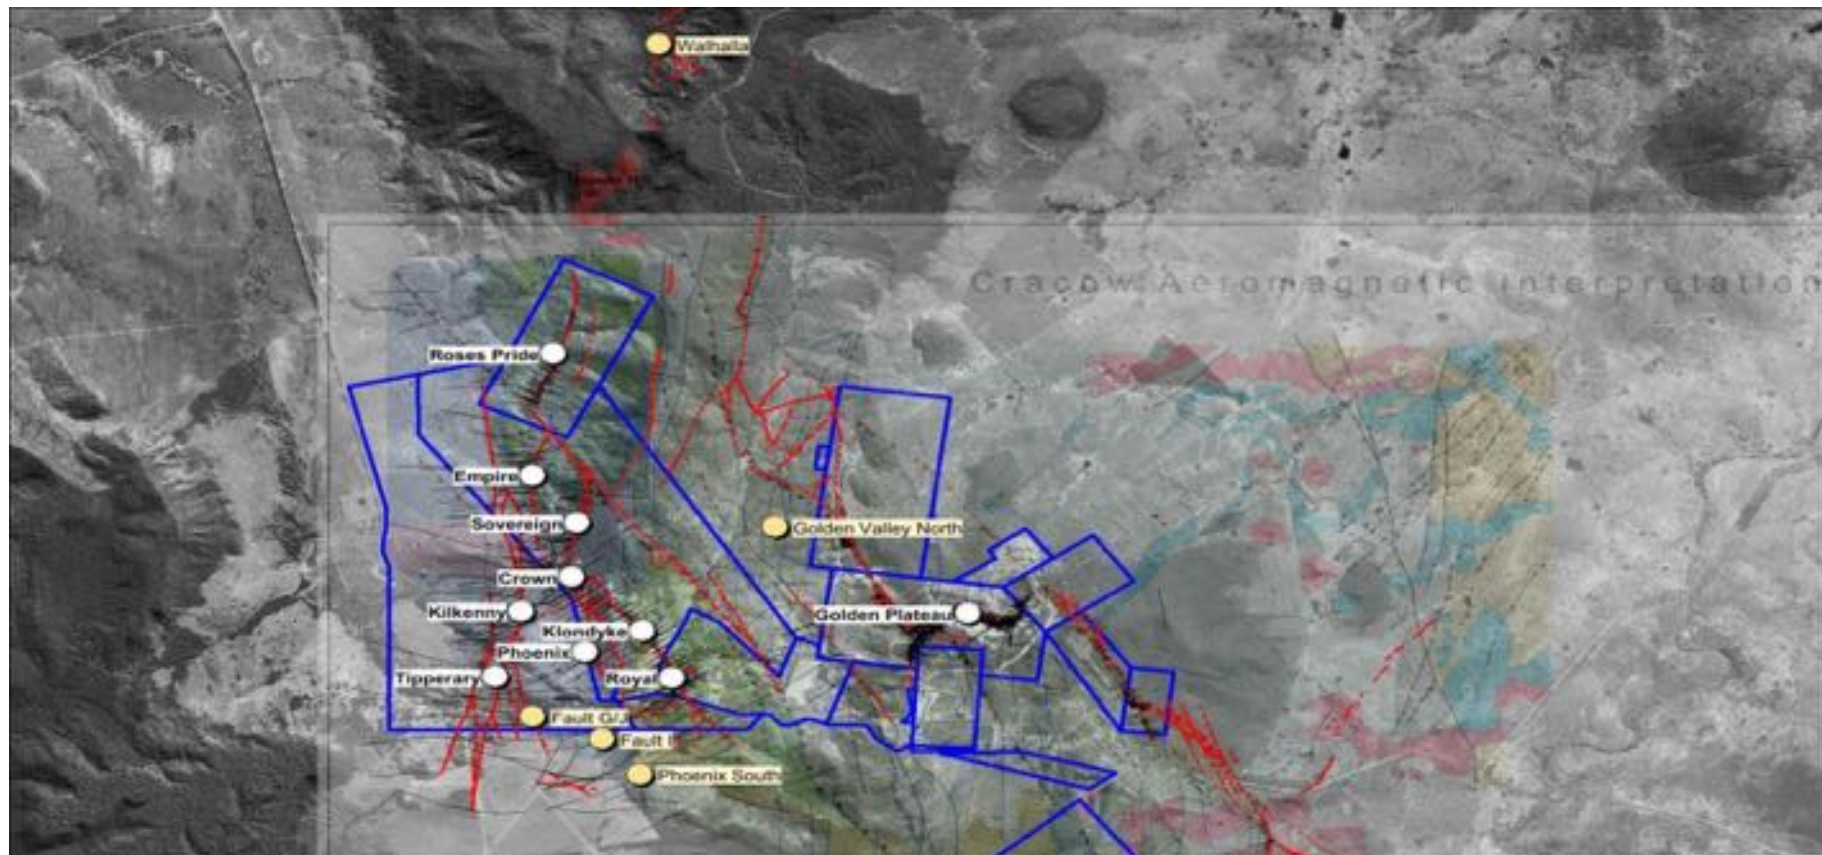 Walhalla
Cracow Aeromagnetic Interpretation
Roses Pride
Empire
Sovereign
Golden Valley North
Crown
Kilkenny
Golden Plateau
Klondyke
Phoenix
Tipperary
Royal
Fault G/J
Fault I
Phoenix South